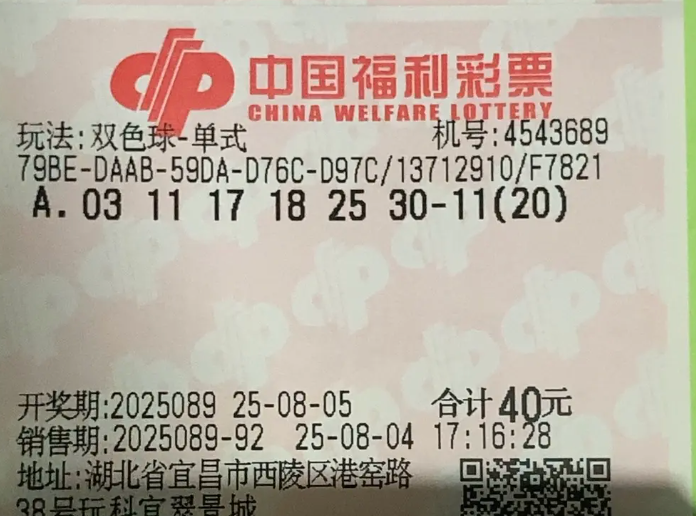 中国福利彩票
CHINA WELFARE LOTTERY
玩法:双色球-单式 机号:4543689
79BE-DAAB-59DA-D76C-D97C/13712910/F7821
A. 03 11 17 18 25 30-11(20)
开奖期:2025089 25-08-05 合计40元
销售期:2025089-92 25-08-04 17:16:28
地址:湖北省宜昌市西陵区港窑路
38号玩科宜翠景城